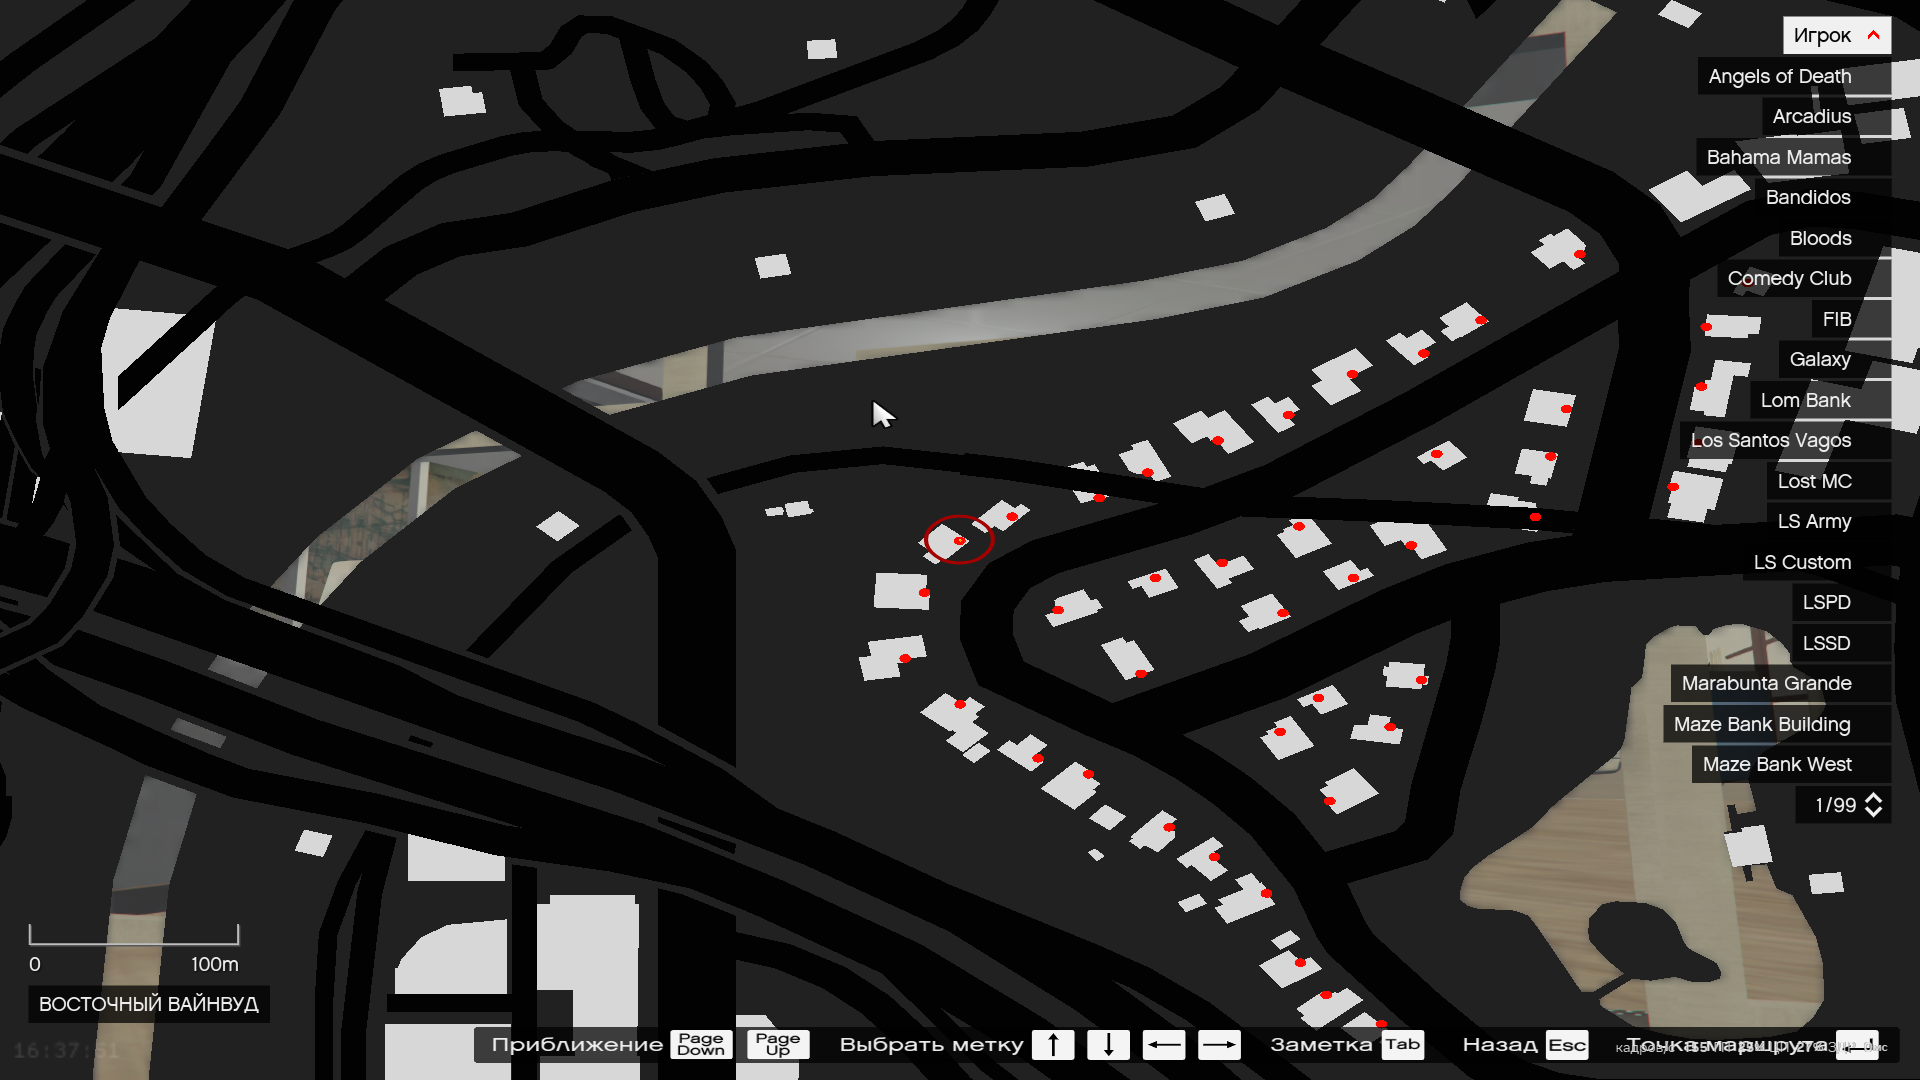 Игрок
Angels of Death
Arcadius
Bahama Mamas
Bandidos
Bloods
Comedy Club
FIB
Galaxy
Lom Bank
Los Santos Vagos
Lost MC
LS Army
LS Custom
LSPD
LSSD
Marabunta Grande
Maze Bank Building
Maze Bank West
1/99
0 100m
ВОСТОЧНЫЙ ВАЙНВУД
16:37:51
Приближение Page Down Page Up Выбрать метку ↑ ↓ ← → Заметка Tab Назад Esc Точка маршрута
кадров/с